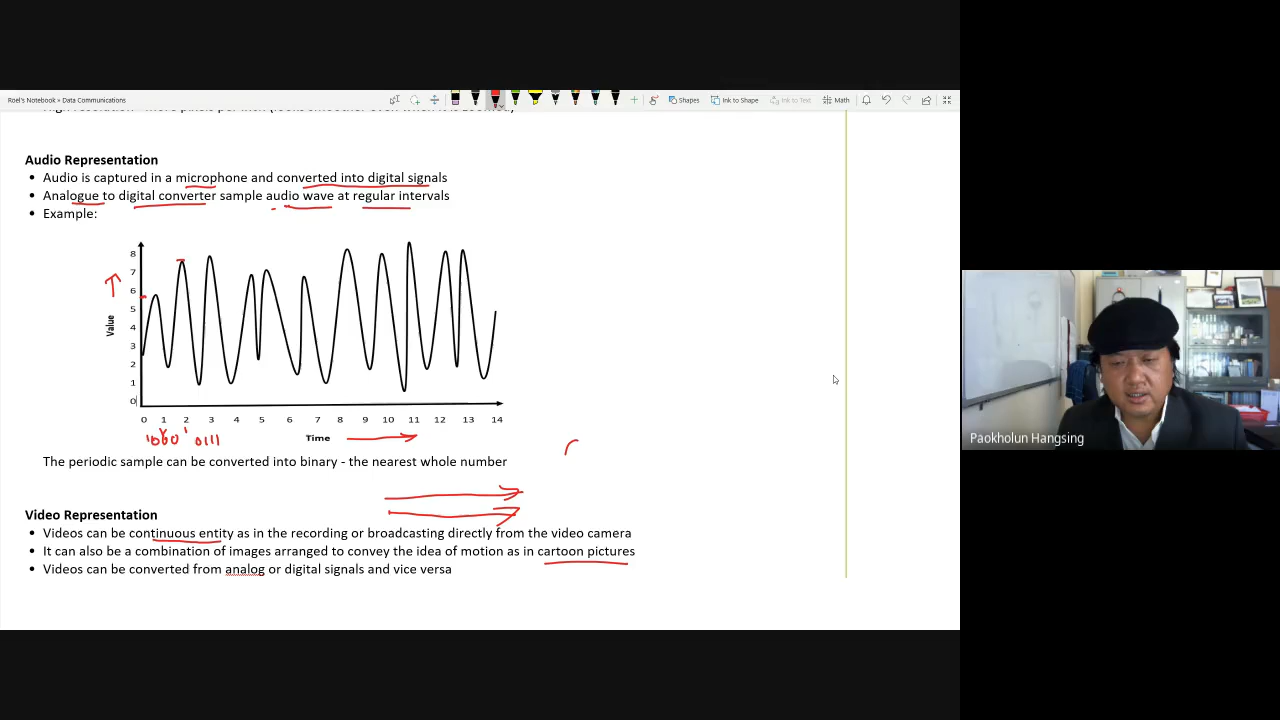 Roel's Notebook » Data Communications
Shapes Ink to Shape Ink to Text Math
Audio Representation
• Audio is captured in a microphone and converted into digital signals
• Analogue to digital converter sample audio wave at regular intervals
• Example:
8
7
6
5
4
3
2
1
0
Value
0 1 2 3 4 5 6 7 8 9 10 11 12 13 14
0111
Time
The periodic sample can be converted into binary - the nearest whole number
Video Representation
• Videos can be continuous entity as in the recording or broadcasting directly from the video camera
• It can also be a combination of images arranged to convey the idea of motion as in cartoon pictures
• Videos can be converted from analog or digital signals and vice versa
Paokholun Hangsing